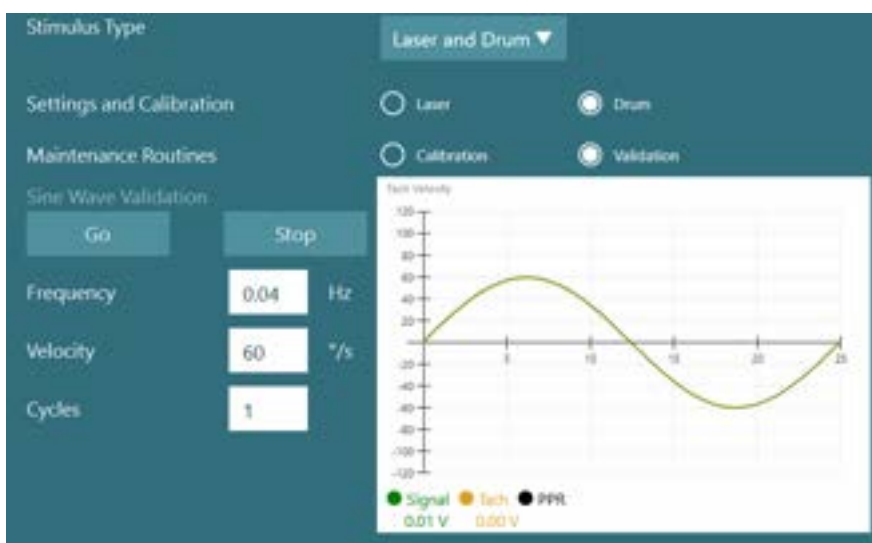 Stimulus Type
Laser and Drum ▼
Settings and Calibration
Laser
Drum
Maintenance Routines
Calibration
Validation
Sine Wave Validation
Go
Stop
Frequency
0.04
Hz
Velocity
60
°/s
Cycles
1
Tach Velocity
120
100
80
60
40
20
-20
-40
-60
-80
-100
-120
5
10
15
20
25
Signal
Tach
PPR
0.01 V
0.00 V